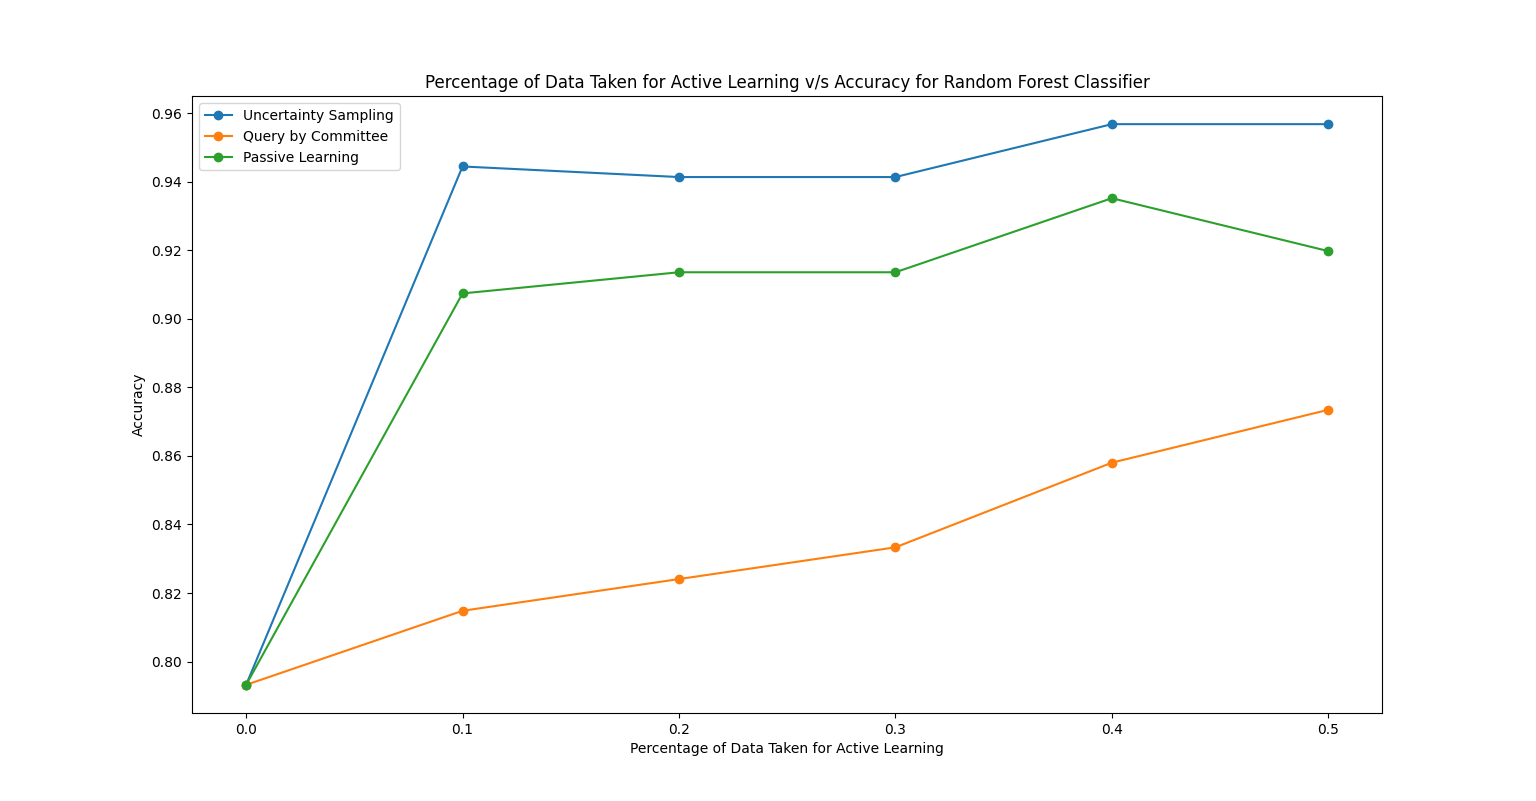 Percentage of Data Taken for Active Learning v/s Accuracy for Random Forest Classifier
Uncertainty Sampling
Query by Committee
Passive Learning
0.96
0.94
0.92
0.90
0.88
0.86
0.84
0.82
0.80
Accuracy
0.0 0.1 0.2 0.3 0.4 0.5
Percentage of Data Taken for Active Learning